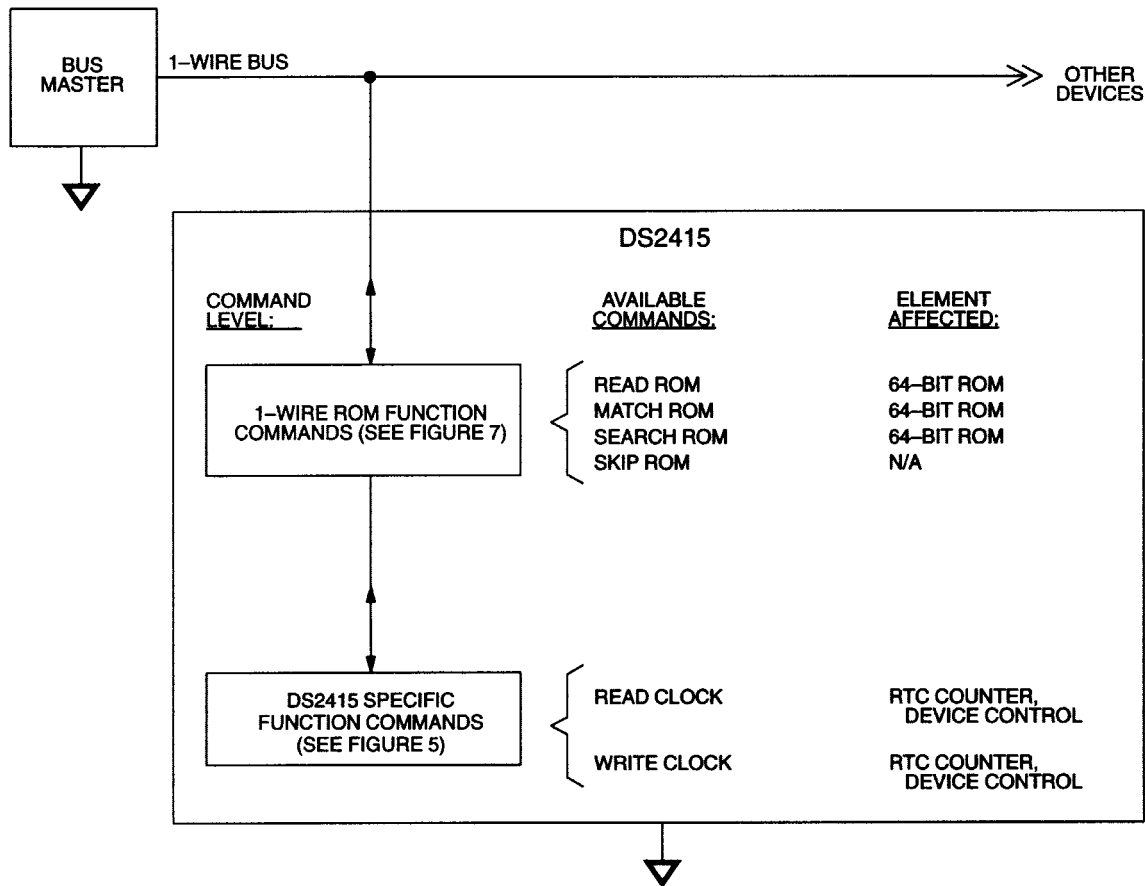 BUS
MASTER
1–WIRE BUS
OTHER
DEVICES
DS2415
COMMAND
LEVEL:
AVAILABLE
COMMANDS:
ELEMENT
AFFECTED:
1–WIRE ROM FUNCTION
COMMANDS (SEE FIGURE 7)
READ ROM 64–BIT ROM
MATCH ROM 64–BIT ROM
SEARCH ROM 64–BIT ROM
SKIP ROM N/A
DS2415 SPECIFIC
FUNCTION COMMANDS
(SEE FIGURE 5)
READ CLOCK RTC COUNTER,
DEVICE CONTROL
WRITE CLOCK RTC COUNTER,
DEVICE CONTROL